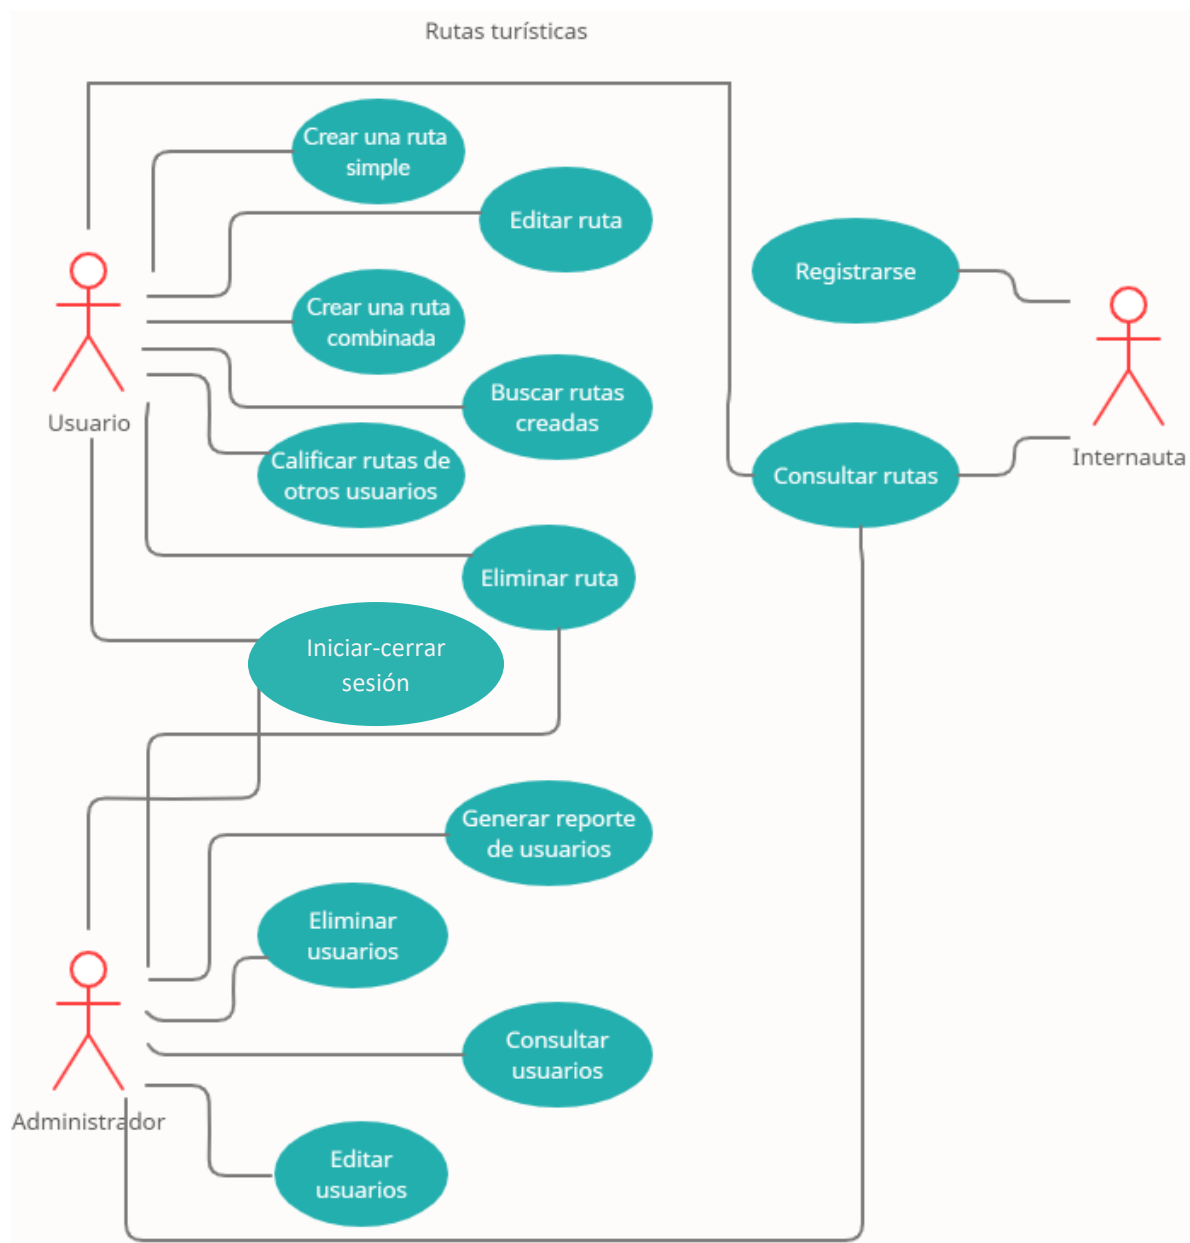 Rutas turísticas
Crear una ruta
simple
Editar ruta
Registrarse
Crear una ruta
combinada
Buscar rutas
creadas
Usuario
Internauta
Calificar rutas de
otros usuarios
Consultar rutas
Eliminar ruta
Iniciar-cerrar
sesión
Generar reporte
de usuarios
Eliminar
usuarios
Consultar
usuarios
Administrador
Editar
usuarios